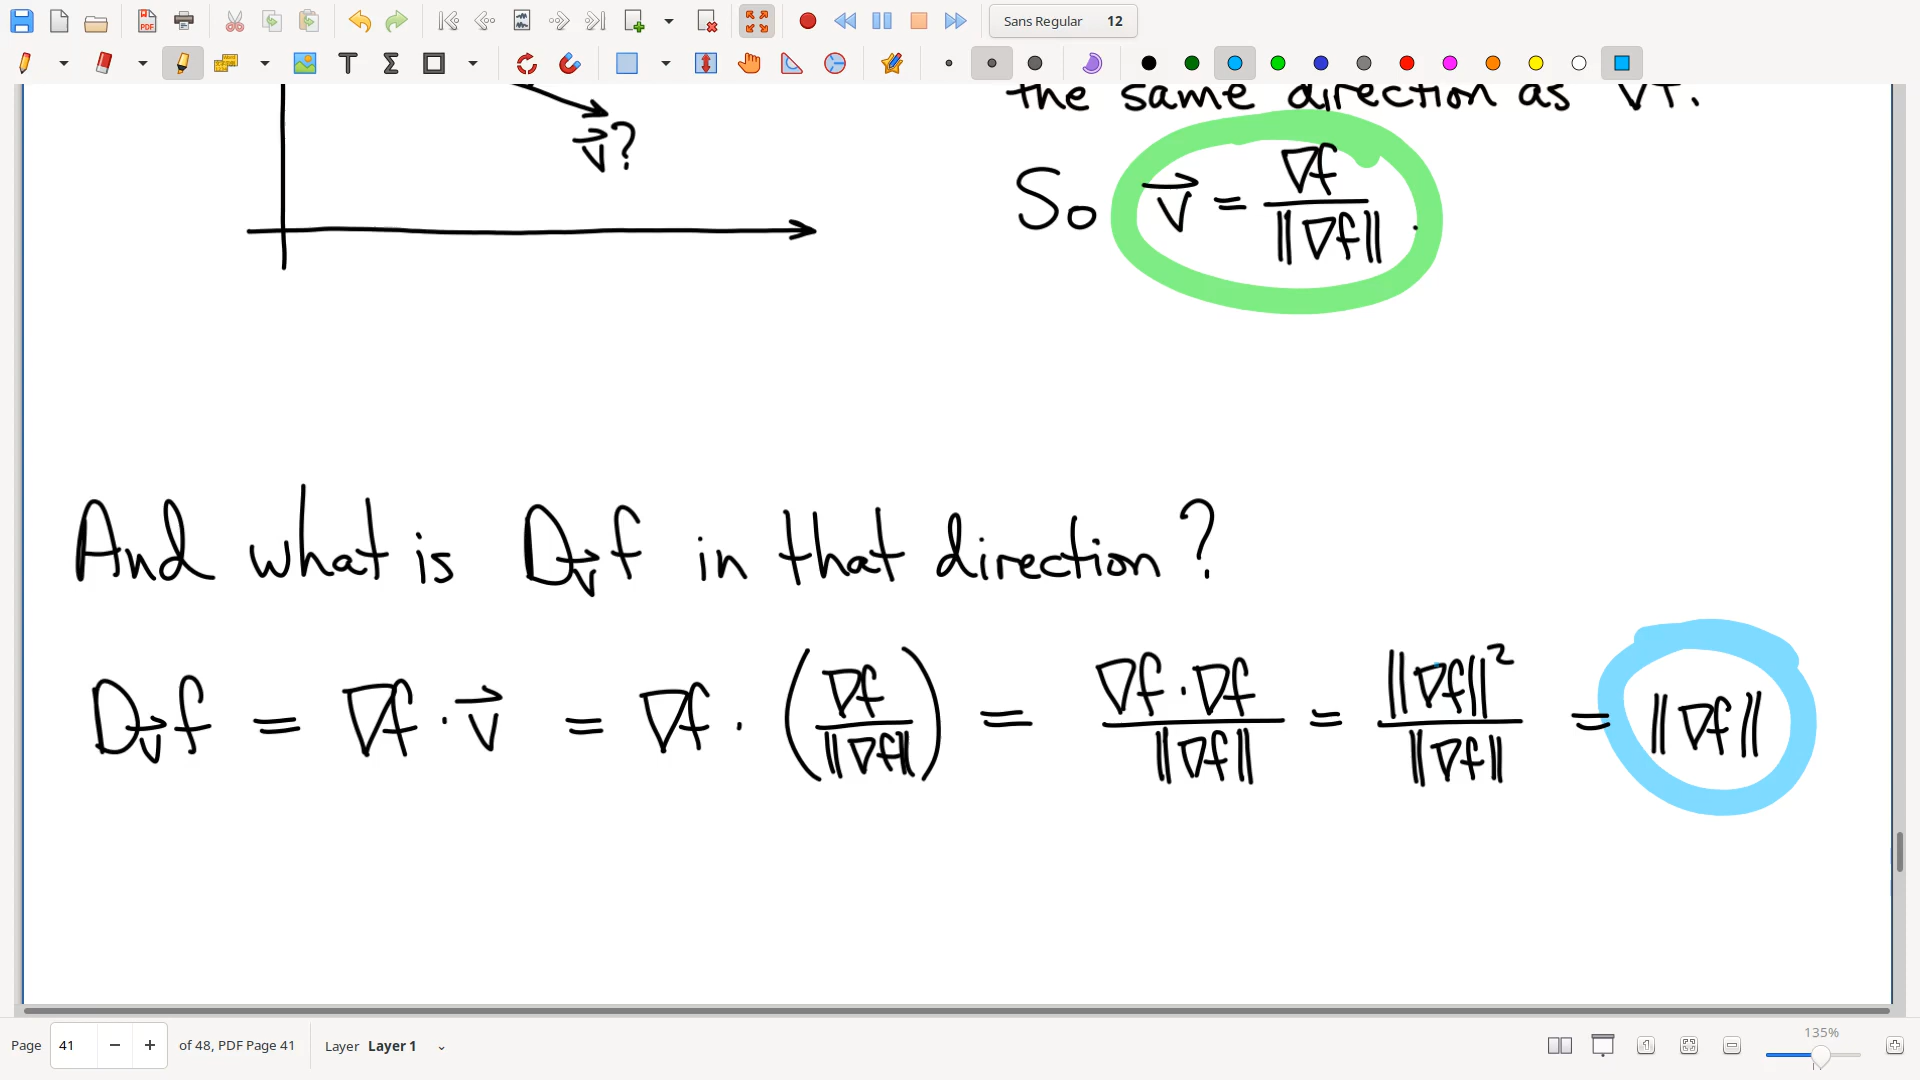 Sans Regular 12
the same direction as ∇f.
v⃗?
So v⃗ = ∇f / ||∇f|| .
And what is D_v⃗ f in that direction?
D_v⃗ f = ∇f · v⃗ = ∇f · (∇f / ||∇f||) = ∇f · ∇f / ||∇f|| = ||∇f||² / ||∇f|| = ||∇f||
135%
Page 41 − + of 48, PDF Page 41 Layer Layer 1